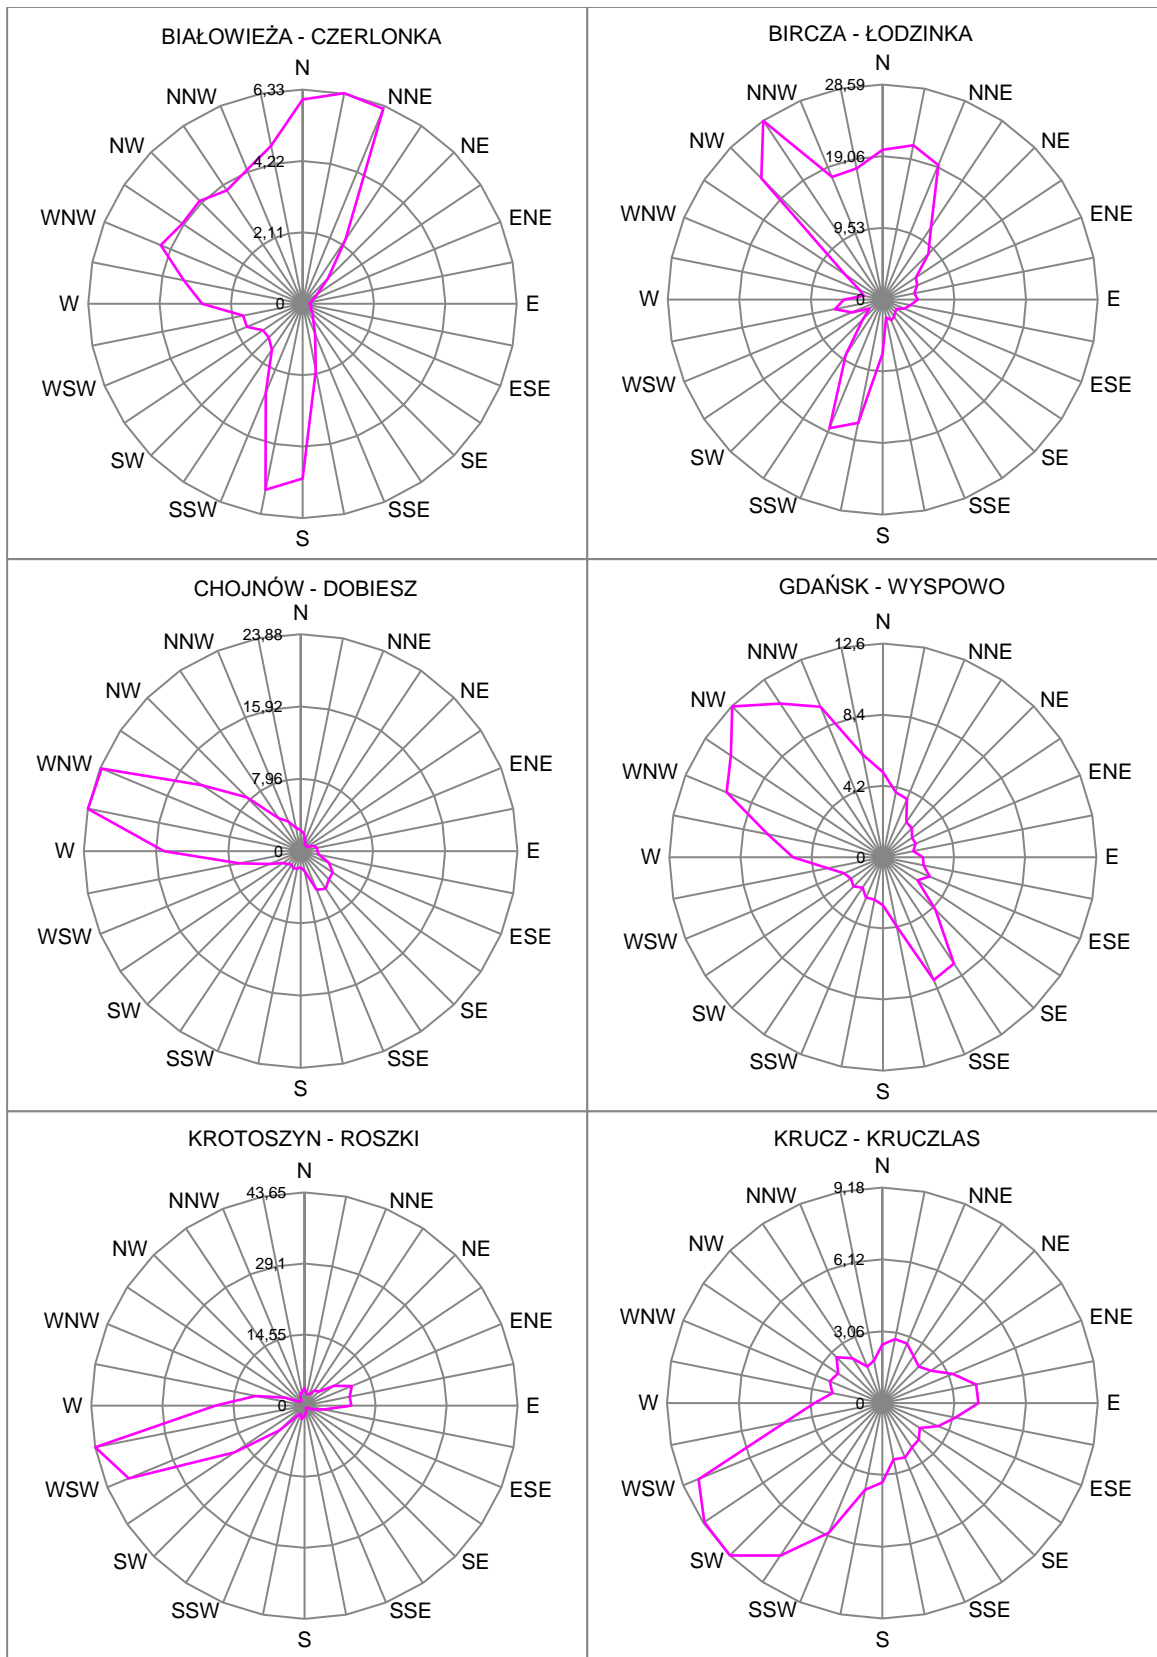 BIAŁOWIEŻA - CZERLONKA
N
6,33
NNW
NNE
NW
NE
4,22
WNW
ENE
2,11
W
0
E
WSW
ESE
SW
SE
SSW
SSE
S
BIRCZA - ŁODZINKA
N
28,59
NNW
NNE
NW
NE
19,06
WNW
ENE
9,53
W
0
E
WSW
ESE
SW
SE
SSW
SSE
S
CHOJNÓW - DOBIESZ
N
23,88
NNW
NNE
NW
NE
15,92
WNW
ENE
7,96
W
0
E
WSW
ESE
SW
SE
SSW
SSE
S
GDAŃSK - WYSPOWO
N
12,6
NNW
NNE
NW
NE
8,4
WNW
ENE
4,2
W
0
E
WSW
ESE
SW
SE
SSW
SSE
S
KROTOSZYN - ROSZKI
N
43,65
NNW
NNE
NW
NE
29,1
WNW
ENE
14,55
W
0
E
WSW
ESE
SW
SE
SSW
SSE
S
KRUCZ - KRUCZLAS
N
9,18
NNW
NNE
NW
NE
6,12
WNW
ENE
3,06
W
0
E
WSW
ESE
SW
SE
SSW
SSE
S